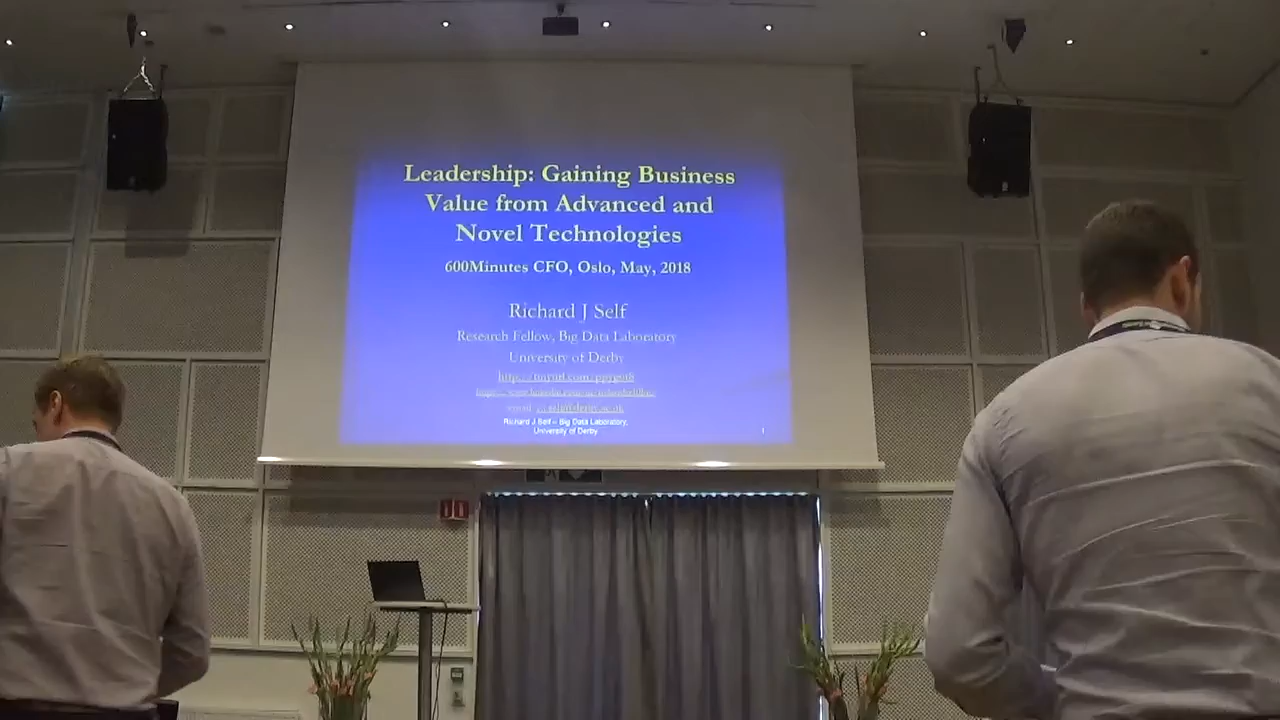 Leadership: Gaining Business
Value from Advanced and
Novel Technologies
600Minutes CFO, Oslo, May, 2018
Richard J Self
Research Fellow, Big Data Laboratory
University of Derby
Richard J Self – Big Data Laboratory,
University of Derby
1